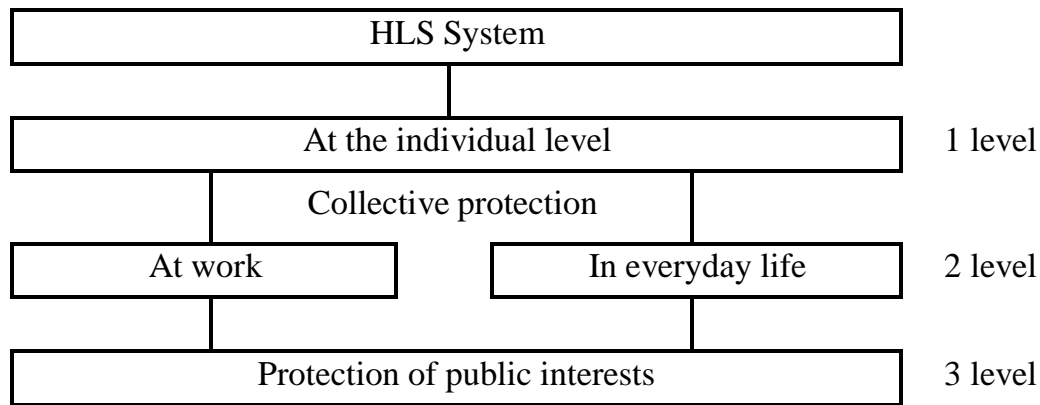 HLS System
At the individual level 1 level
Collective protection
At work In everyday life 2 level
Protection of public interests 3 level